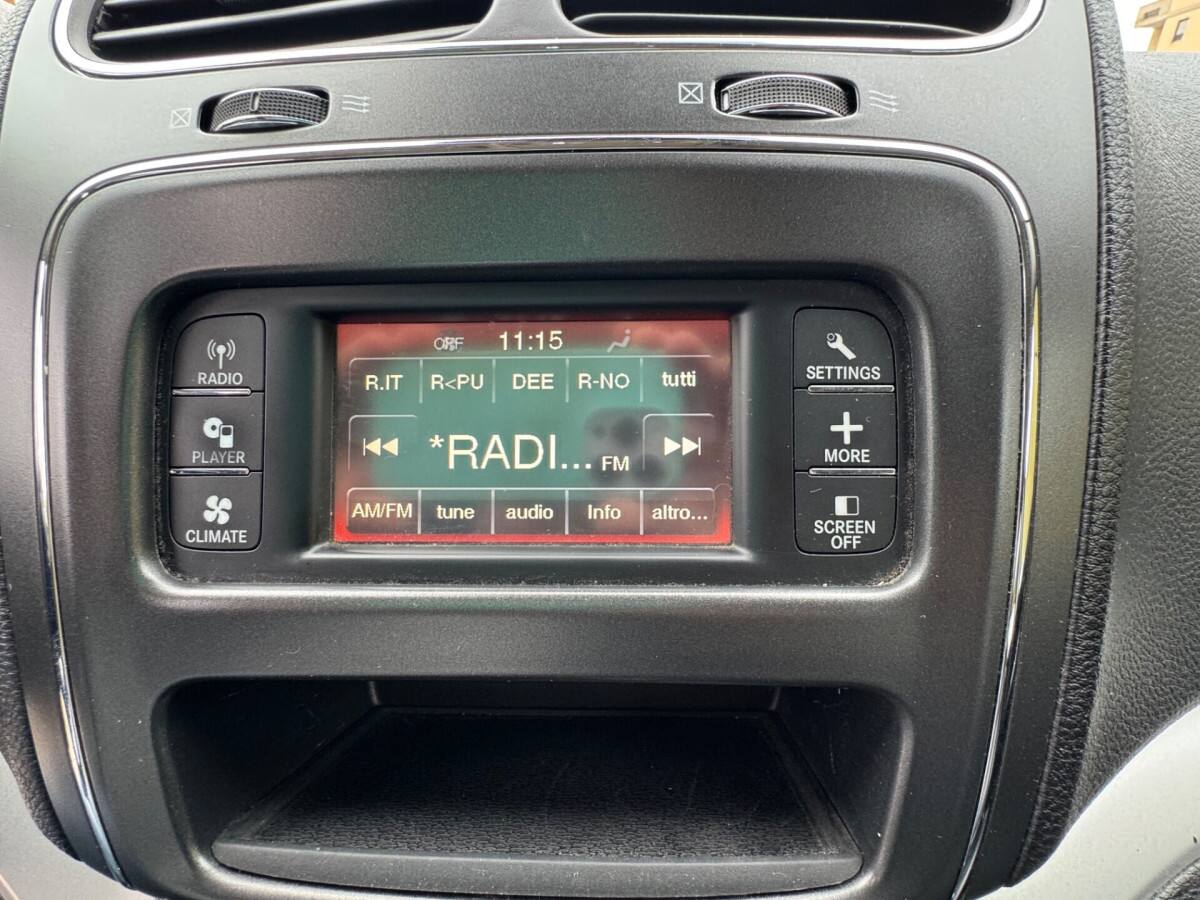 OFF 11:15
R.IT R<PU DEE R-NO tutti
*RADI... FM
AM/FM tune audio Info altro...
RADIO
PLAYER
CLIMATE
SETTINGS
MORE
SCREEN
OFF